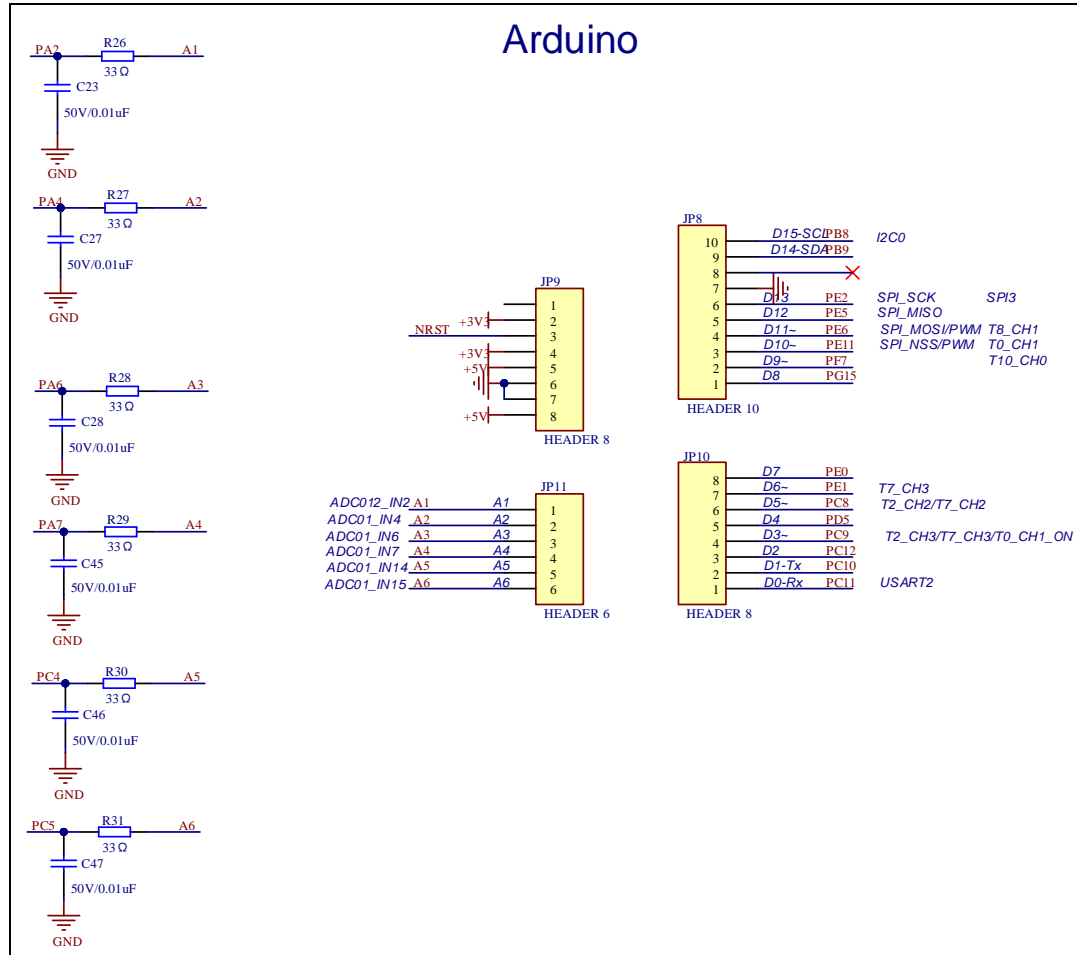 Arduino
PA2 R26 A1
33Ω
C23
50V/0.01uF
GND
PA4 R27 A2
33Ω
C27
50V/0.01uF
GND
PA6 R28 A3
33Ω
C28
50V/0.01uF
GND
PA7 R29 A4
33Ω
C45
50V/0.01uF
GND
PC4 R30 A5
33Ω
C46
50V/0.01uF
GND
PC5 R31 A6
33Ω
C47
50V/0.01uF
GND
JP9
1
+3V3 2
NRST 3
+3V3 4
+5V 5
6
7
+5V 8
HEADER 8
JP11
ADC012_IN2 A1 A1 1
ADC01_IN4 A2 A2 2
ADC01_IN6 A3 A3 3
ADC01_IN7 A4 A4 4
ADC01_IN14 A5 A5 5
ADC01_IN15 A6 A6 6
HEADER 6
JP8
10 D15-SCL PB8 I2C0
9 D14-SDA PB9
8
7
6 D13 PE2 SPI_SCK SPI3
5 D12 PE5 SPI_MISO
4 D11~ PE6 SPI_MOSI/PWM T8_CH1
3 D10~ PE11 SPI_NSS/PWM T0_CH1
2 D9~ PF7 T10_CH0
1 D8 PG15
HEADER 10
JP10
8 D7 PE0
7 D6~ PE1 T7_CH3
6 D5~ PC8 T2_CH2/T7_CH2
5 D4 PD5
4 D3~ PC9 T2_CH3/T7_CH3/T0_CH1_ON
3 D2 PC12
2 D1-Tx PC10
1 D0-Rx PC11 USART2
HEADER 8